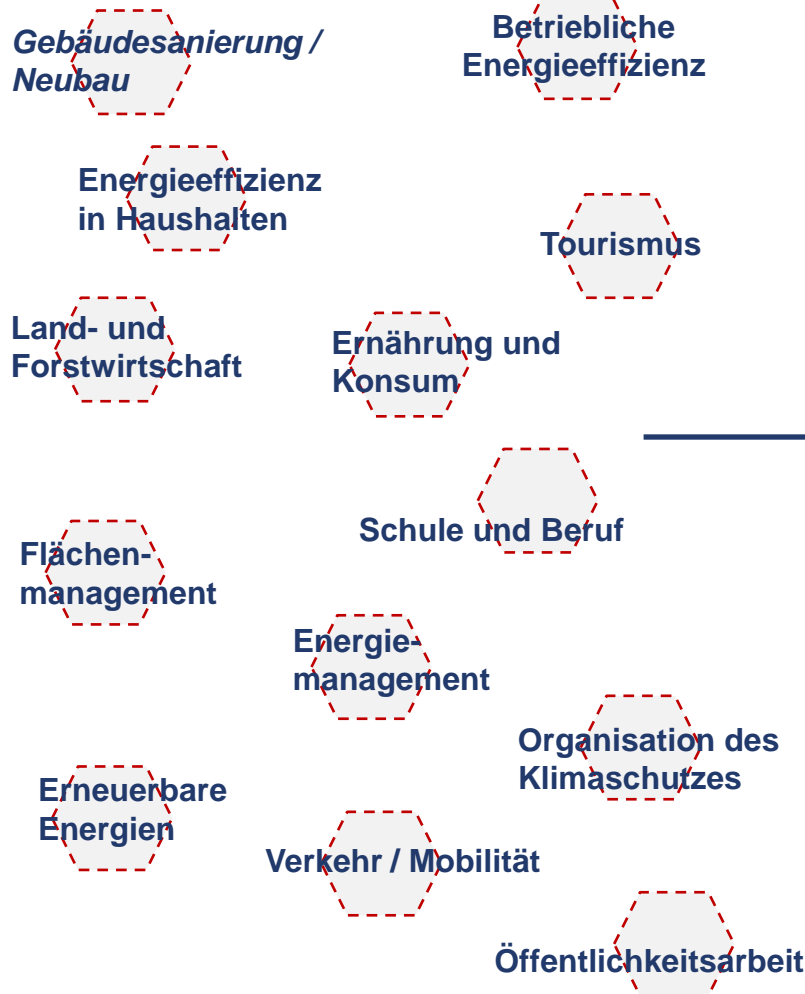 Gebäudesanierung /
Neubau
Betriebliche
Energieeffizienz
Energieeffizienz
in Haushalten
Tourismus
Land- und
Forstwirtschaft
Ernährung und
Konsum
Schule und Beruf
Flächen-
management
Energie-
management
Organisation des
Klimaschutzes
Erneuerbare
Energien
Verkehr / Mobilität
Öffentlichkeitsarbeit